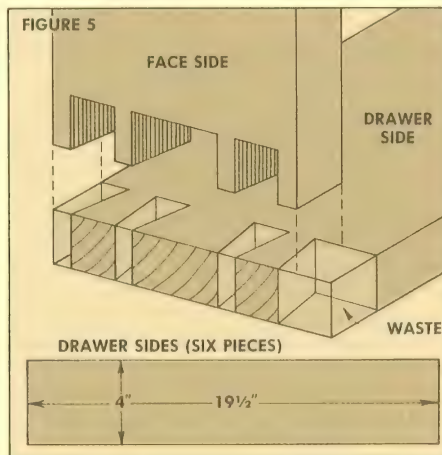 FIGURE 5
FACE SIDE
DRAWER
SIDE
WASTE
DRAWER SIDES (SIX PIECES)
4"
19½"